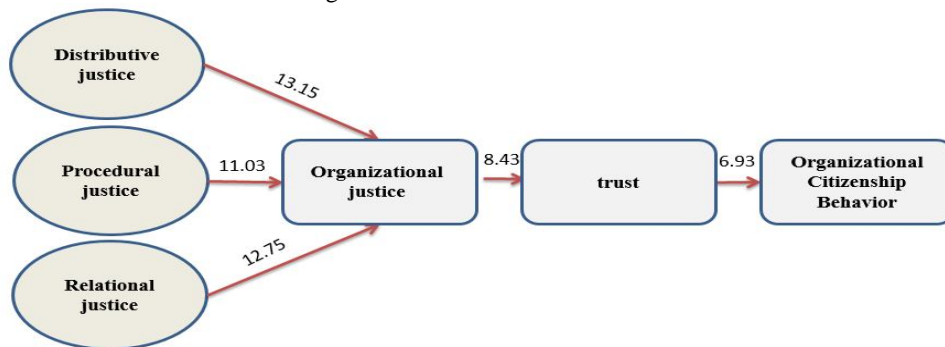 Distributive
justice
13.15
Procedural
justice
11.03
Organizational
justice
8.43
trust
6.93
Organizational
Citizenship
Behavior
12.75
Relational
justice